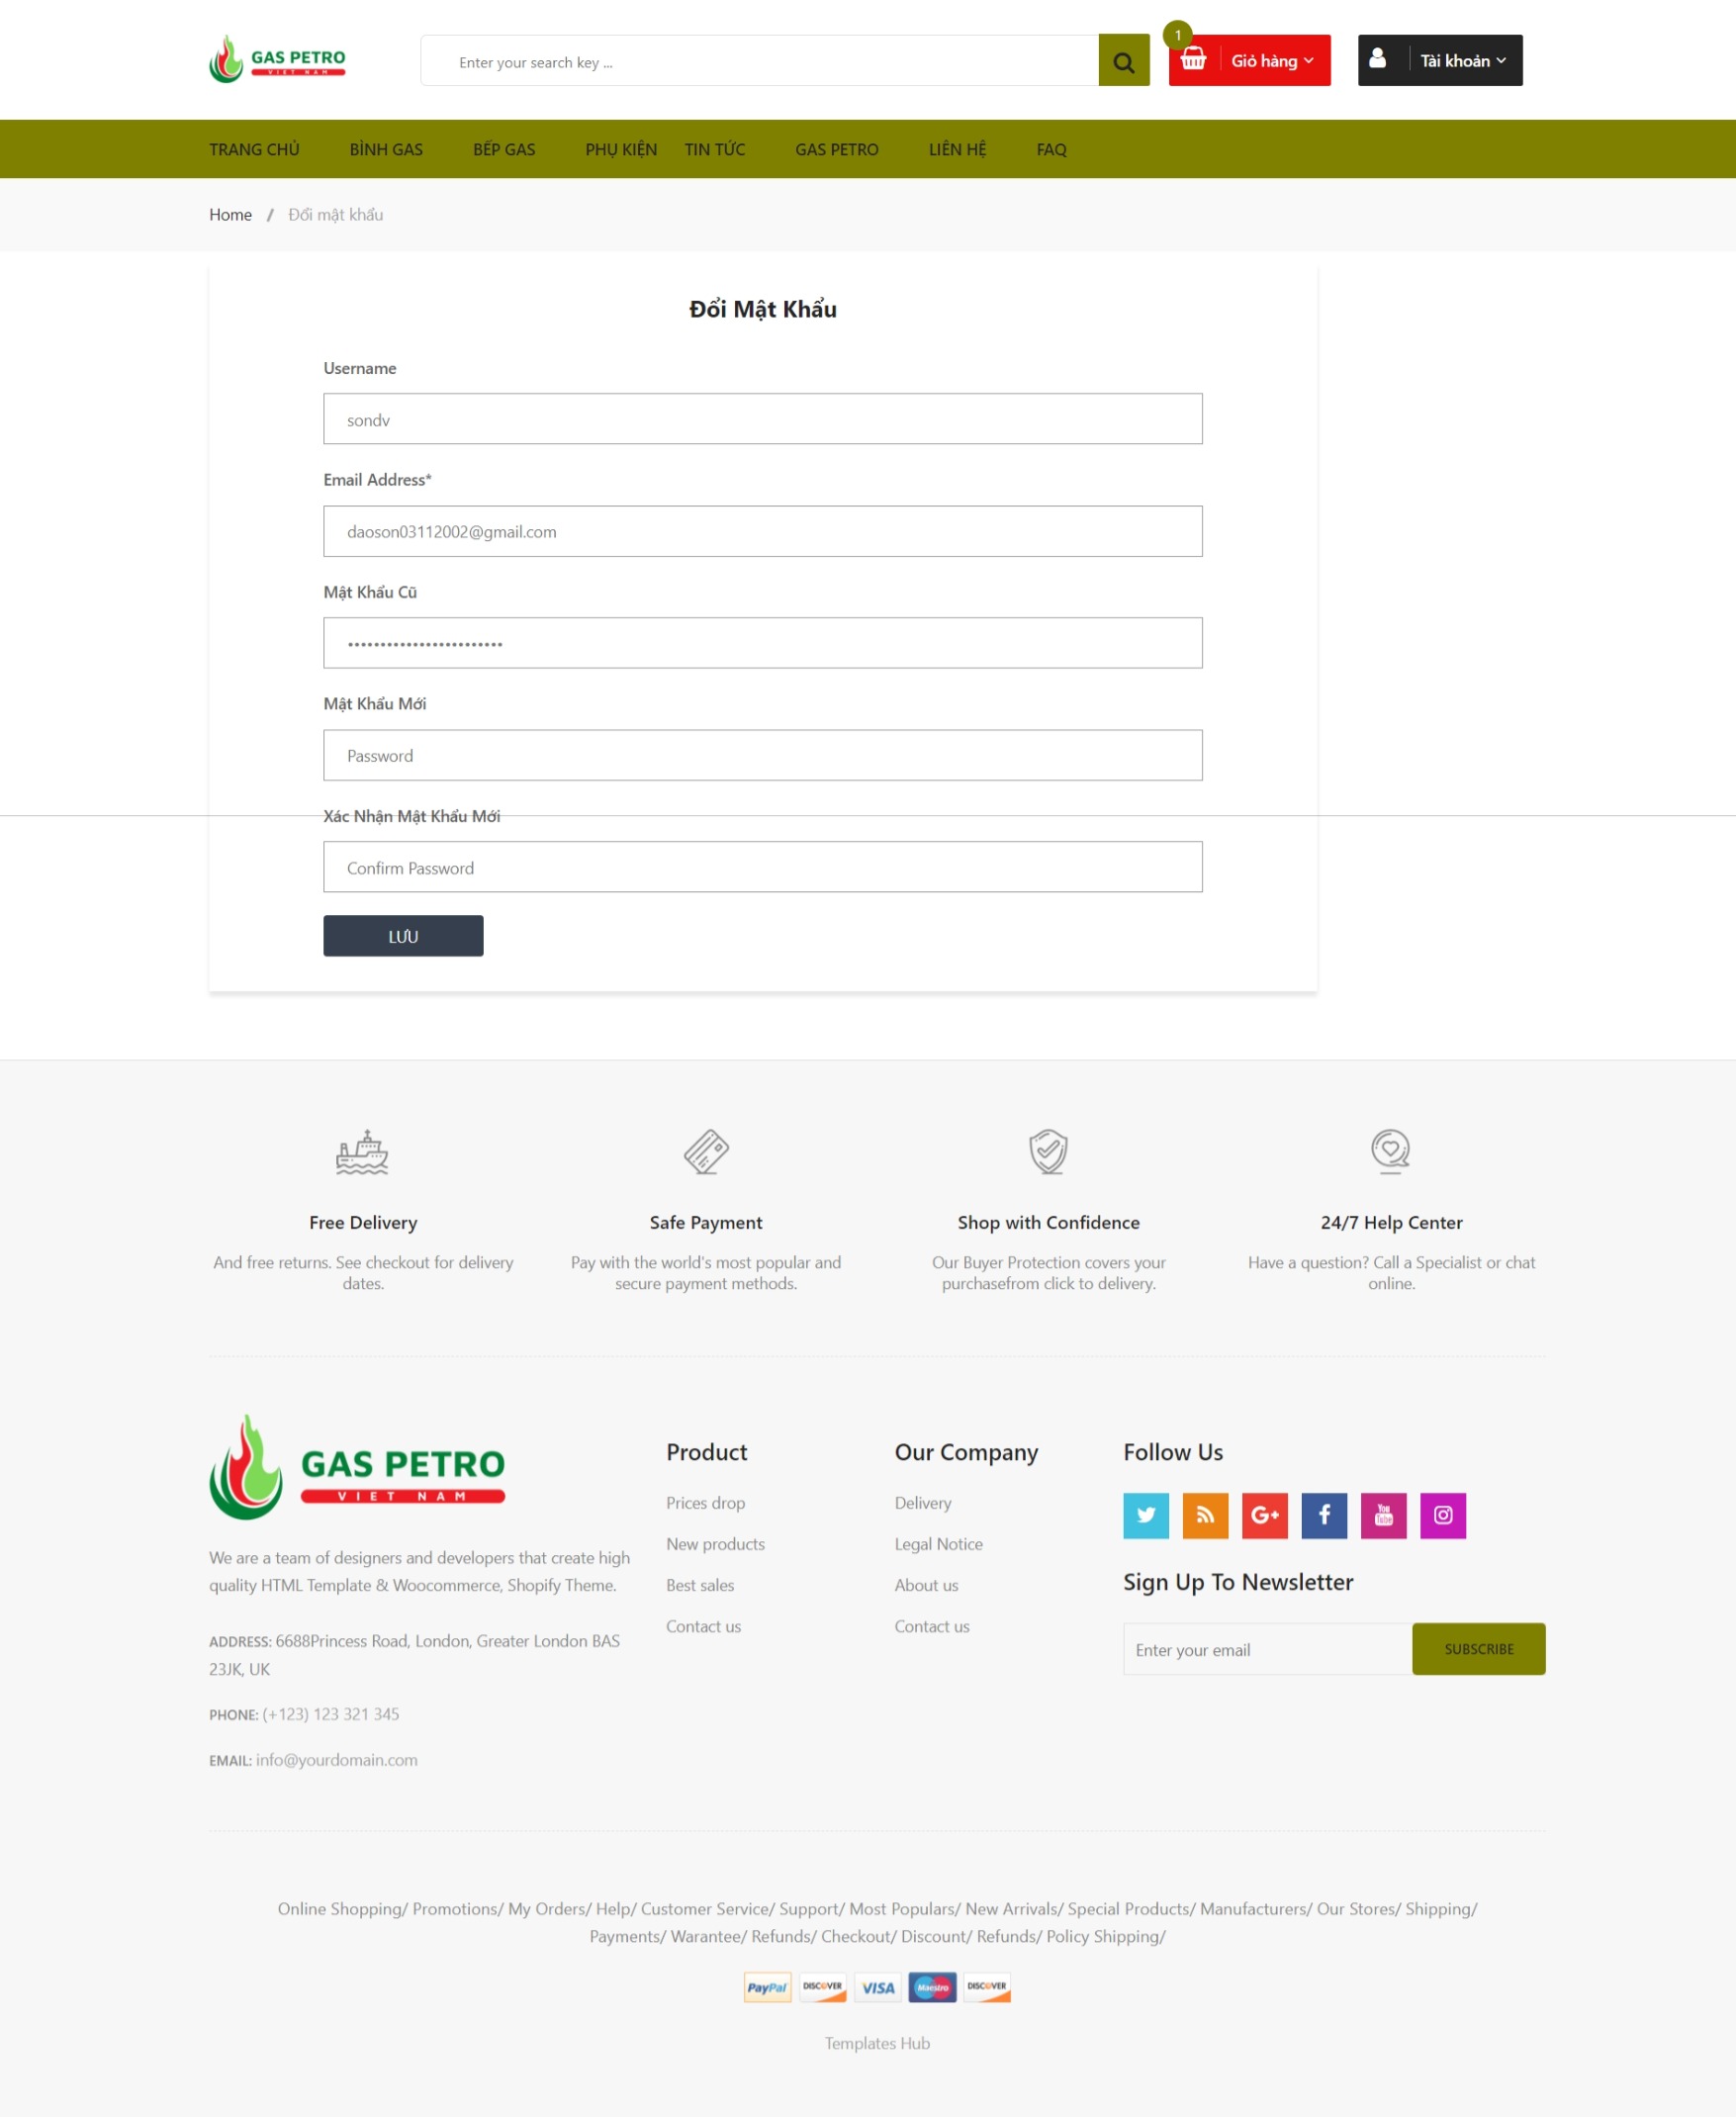 GAS PETRO
VIET NAM
Enter your search key ...
1
Giỏ hàng
Tài khoản
TRANG CHỦ BÌNH GAS BẾP GAS PHỤ KIỆN TIN TỨC GAS PETRO LIÊN HỆ FAQ
Home / Đổi mật khẩu
Đổi Mật Khẩu
Username
sondv
Email Address*
daoson03112002@gmail.com
Mật Khẩu Cũ
••••••••••••••••••••••••
Mật Khẩu Mới
Password
Xác Nhận Mật Khẩu Mới
Confirm Password
LƯU
Free Delivery
And free returns. See checkout for delivery
dates.
Safe Payment
Pay with the world's most popular and
secure payment methods.
Shop with Confidence
Our Buyer Protection covers your
purchasefrom click to delivery.
24/7 Help Center
Have a question? Call a Specialist or chat
online.
GAS PETRO
VIET NAM
We are a team of designers and developers that create high
quality HTML Template & Woocommerce, Shopify Theme.
ADDRESS: 6688Princess Road, London, Greater London BAS
23JK, UK
PHONE: (+123) 123 321 345
EMAIL: info@yourdomain.com
Product
Prices drop
New products
Best sales
Contact us
Our Company
Delivery
Legal Notice
About us
Contact us
Follow Us
G+
f
You
Tube
Sign Up To Newsletter
Enter your email
SUBSCRIBE
Online Shopping/ Promotions/ My Orders/ Help/ Customer Service/ Support/ Most Populars/ New Arrivals/ Special Products/ Manufacturers/ Our Stores/ Shipping/
Payments/ Warantee/ Refunds/ Checkout/ Discount/ Refunds/ Policy Shipping/
PayPal DISCOVER VISA Maestro DISCOVER
Templates Hub